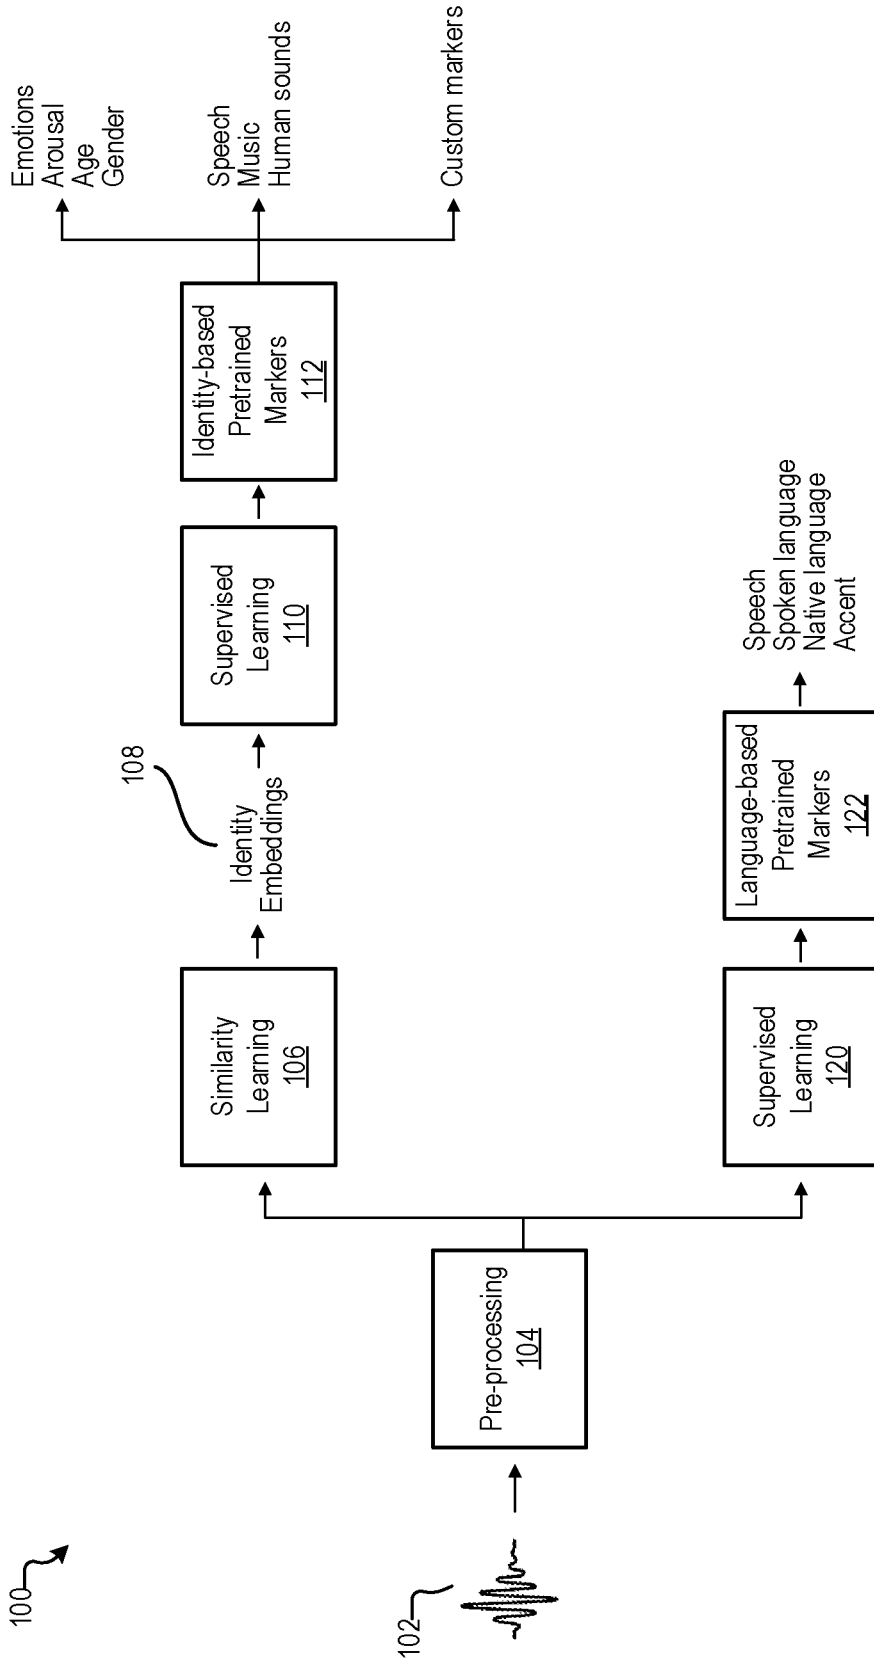 100
102
Pre-processing
104
Similarity
Learning
106
108
Identity
Embeddings
Supervised
Learning
110
Identity-based
Pretrained
Markers
112
Emotions
Arousal
Age
Gender
Speech
Music
Human sounds
Custom markers
Supervised
Learning
120
Language-based
Pretrained
Markers
122
Speech
Spoken language
Native language
Accent